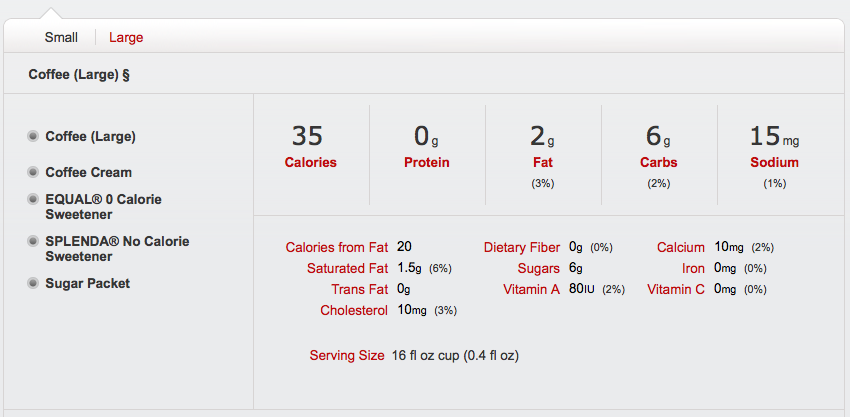 Small Large
Coffee (Large) §
Coffee (Large)
Coffee Cream
EQUAL® 0 Calorie
Sweetener
SPLENDA® No Calorie
Sweetener
Sugar Packet
35 0g 2g 6g 15mg
Calories Protein Fat Carbs Sodium
(3%) (2%) (1%)
Calories from Fat 20 Dietary Fiber 0g (0%) Calcium 10mg (2%)
Saturated Fat 1.5g (6%) Sugars 6g Iron 0mg (0%)
Trans Fat 0g Vitamin A 80IU (2%) Vitamin C 0mg (0%)
Cholesterol 10mg (3%)
Serving Size 16 fl oz cup (0.4 fl oz)